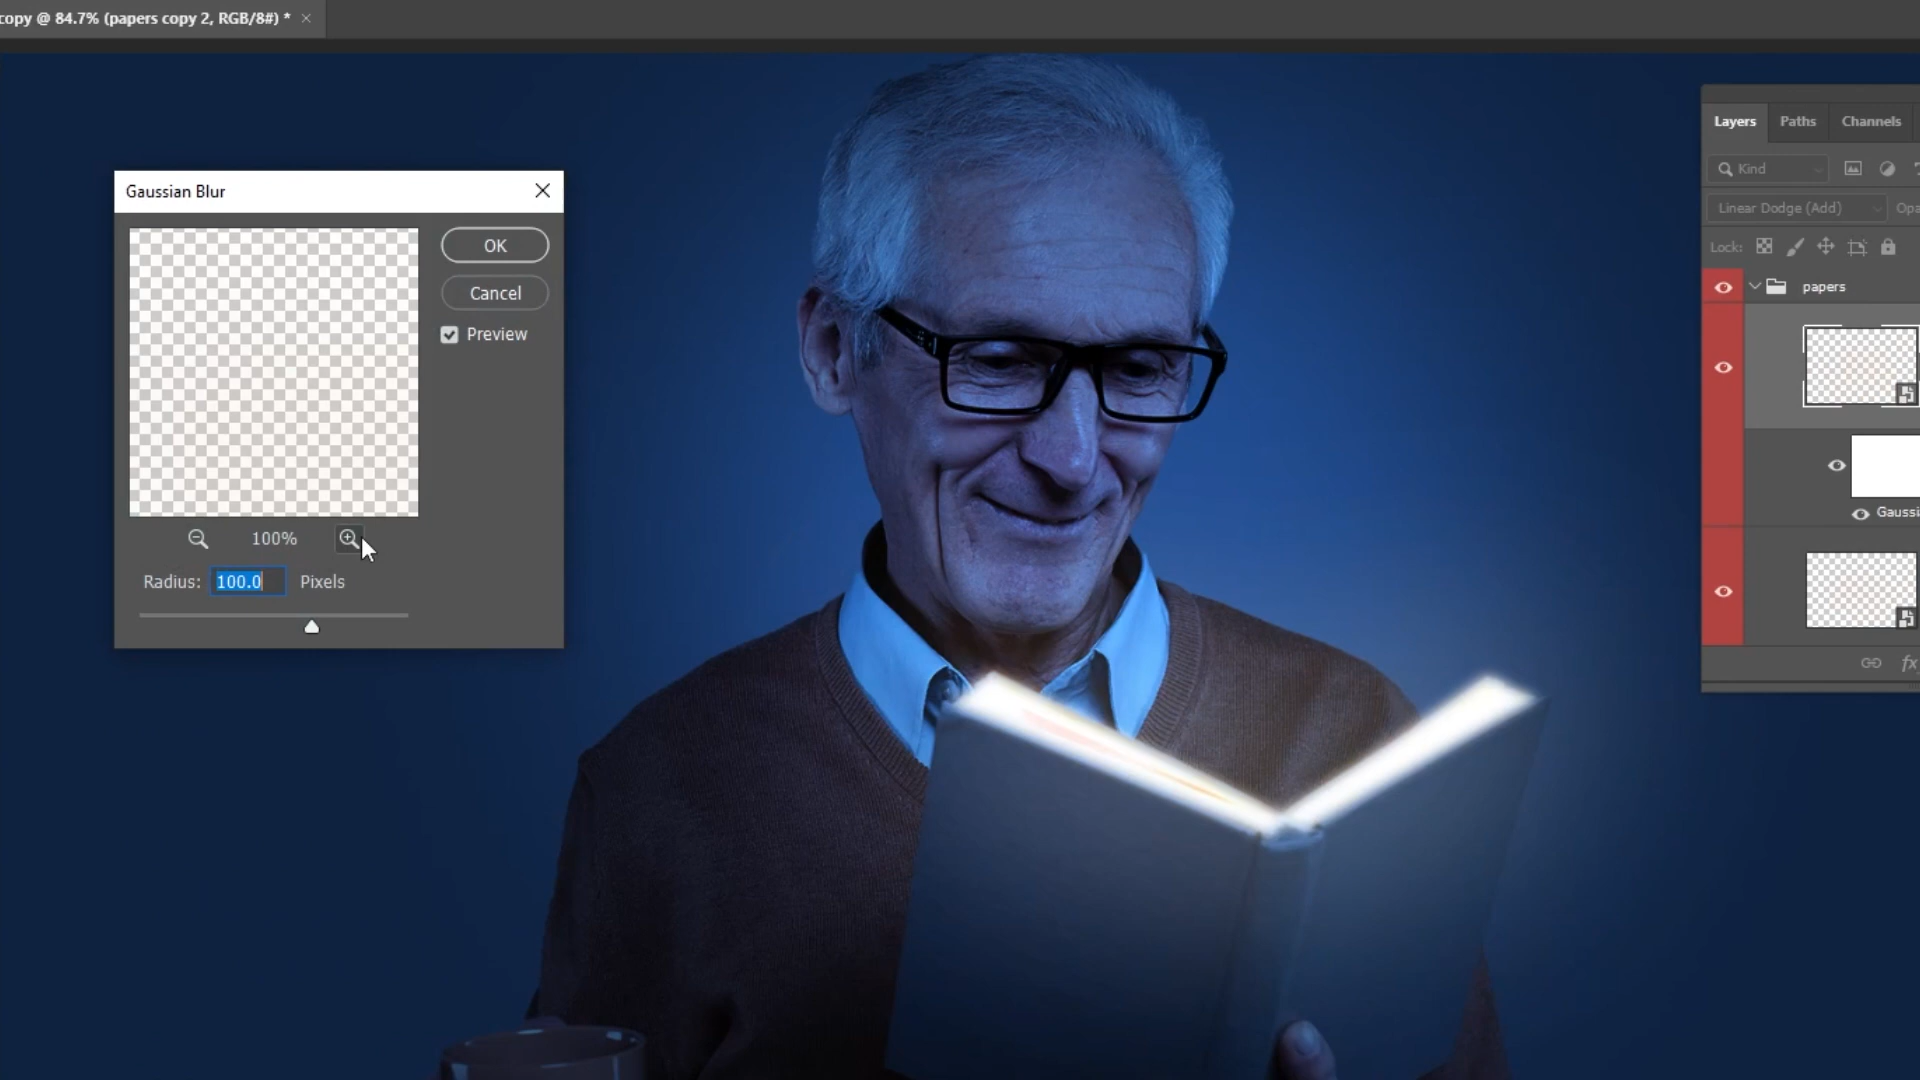 copy @ 84.7% (papers copy 2, RGB/8#) *
Gaussian Blur
OK
Cancel
Preview
100%
Radius: 100.0 Pixels
Layers Paths Channels
Kind
Linear Dodge (Add) Opa
Lock:
papers
Gaussi
fx